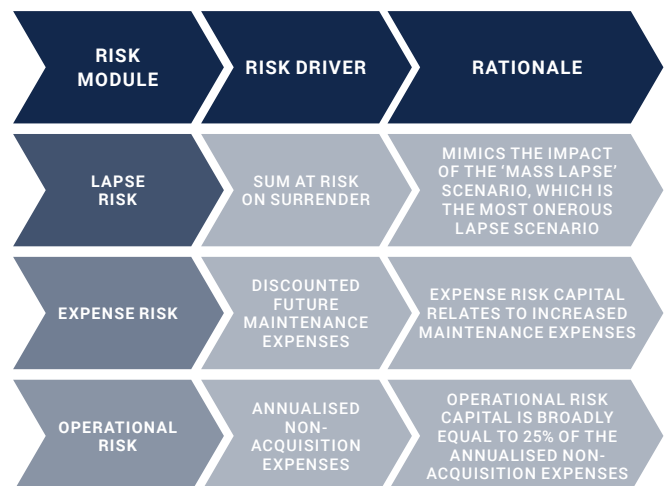 RISK
MODULE
RISK DRIVER
RATIONALE
LAPSE
RISK
SUM AT RISK
ON SURRENDER
MIMICS THE IMPACT
OF THE ‘MASS LAPSE’
SCENARIO, WHICH IS
THE MOST ONEROUS
LAPSE SCENARIO
EXPENSE RISK
DISCOUNTED
FUTURE
MAINTENANCE
EXPENSES
EXPENSE RISK CAPITAL
RELATES TO INCREASED
MAINTENANCE EXPENSES
OPERATIONAL
RISK
ANNUALISED
NON-
ACQUISITION
EXPENSES
OPERATIONAL RISK
CAPITAL IS BROADLY
EQUAL TO 25% OF THE
ANNUALISED NON-
ACQUISITION EXPENSES